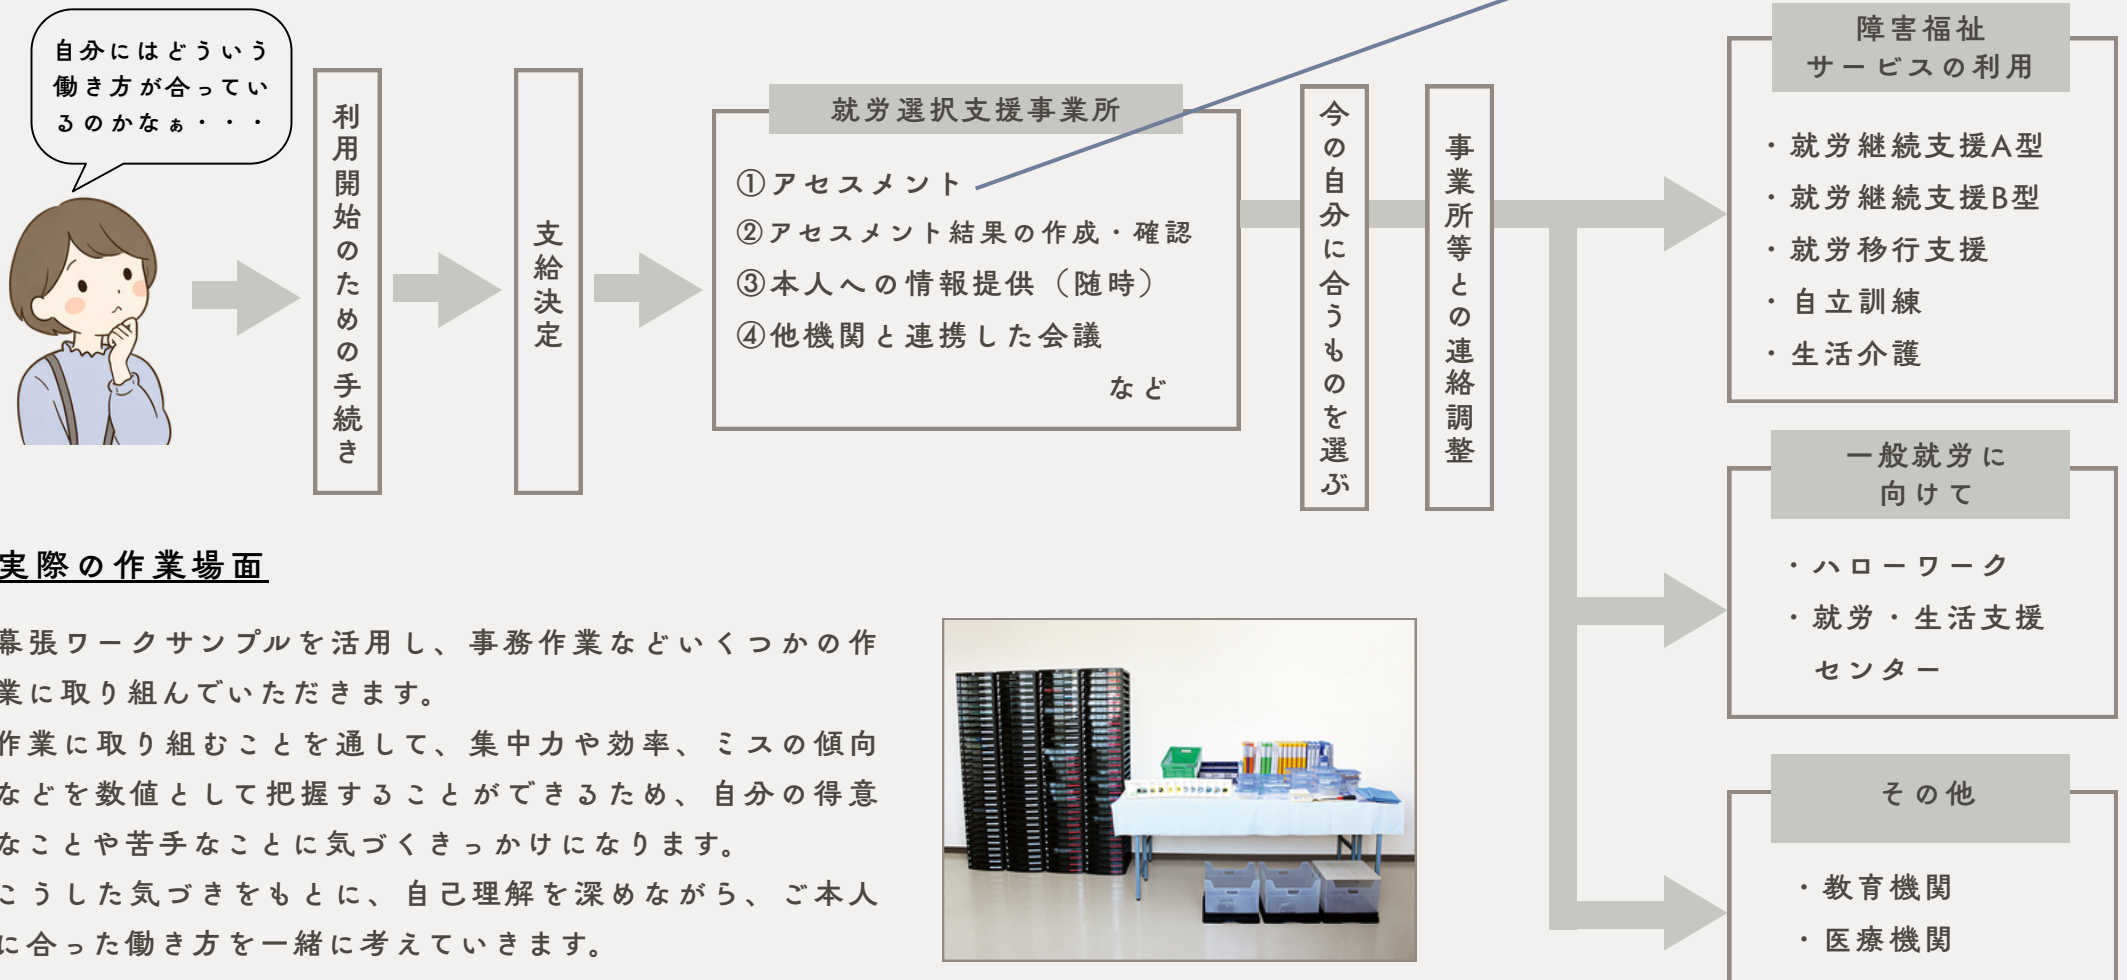 自分にはどういう
働き方が合ってい
るのかなぁ・・・
利用開始のための手続き
支給決定
就労選択支援事業所
①アセスメント
②アセスメント結果の作成・確認
③本人への情報提供（随時）
④他機関と連携した会議
など
今の自分に合うものを選ぶ
事業所等との連絡調整
障害福祉
サービスの利用
・就労継続支援A型
・就労継続支援B型
・就労移行支援
・自立訓練
・生活介護
一般就労に
向けて
・ハローワーク
・就労・生活支援
センター
その他
・教育機関
・医療機関
実際の作業場面
幕張ワークサンプルを活用し、事務作業などいくつかの作
業に取り組んでいただきます。
作業に取り組むことを通して、集中力や効率、ミスの傾向
などを数値として把握することができるため、自分の得意
なことや苦手なことに気づくきっかけになります。
こうした気づきをもとに、自己理解を深めながら、ご本人
に合った働き方を一緒に考えていきます。